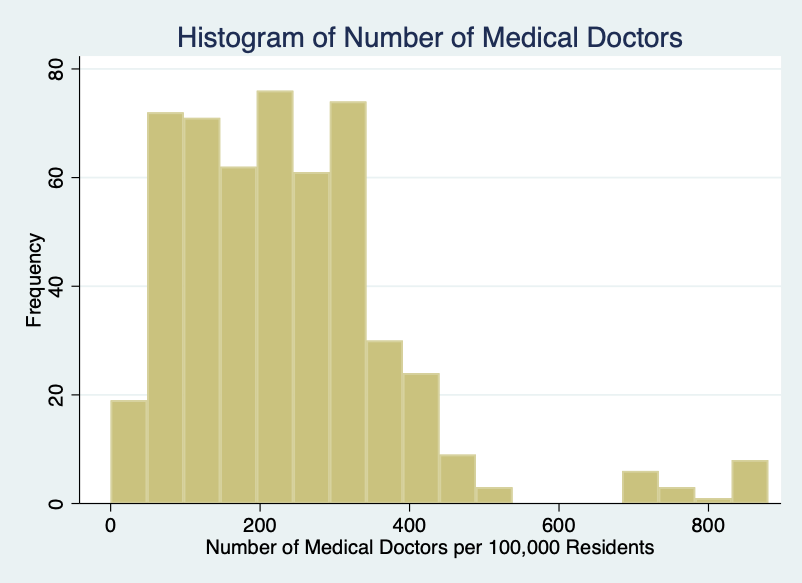 Histogram of Number of Medical Doctors
80
60
40
20
0
Frequency
0 200 400 600 800
Number of Medical Doctors per 100,000 Residents